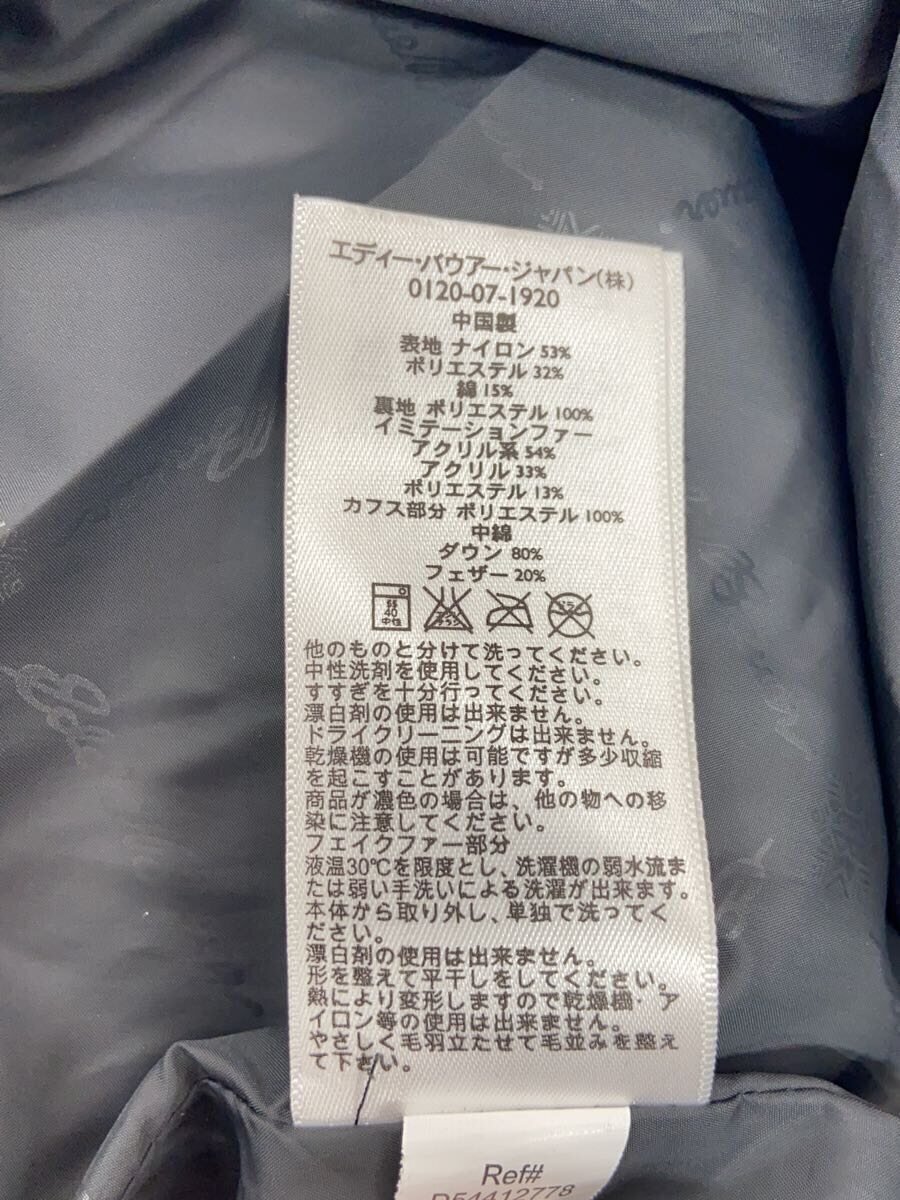 エディー・バウアー・ジャパン(株)
0120-07-1920
中国製
表地 ナイロン 53%
ポリエステル 32%
綿 15%
裏地 ポリエステル 100%
イミテーションファー
アクリル系 54%
アクリル 33%
ポリエステル 13%
カフス部分 ポリエステル 100%
中綿
ダウン 80%
フェザー 20%
40
中性
ドライ
他のものと分けて洗ってください。
中性洗剤を使用してください。
すすぎを十分行ってください。
漂白剤の使用は出来ません。
ドライクリーニングは出来ません。
乾燥機の使用は可能ですが多少収縮
を起こすことがあります。
商品が濃色の場合は、他の物への移
染に注意してください。
フェイクファー部分
液温30℃を限度とし、洗濯機の弱水流ま
たは弱い手洗いによる洗濯が出来ます。
本体から取り外し、単独で洗ってく
ださい。
漂白剤の使用は出来ません。
形を整えて平干しをしてください。
熱により変形しますので乾燥機・ア
イロン等の使用は出来ません。
やさしく毛羽立たせて毛並みを整え
て下さい。
Ref#
D54412778